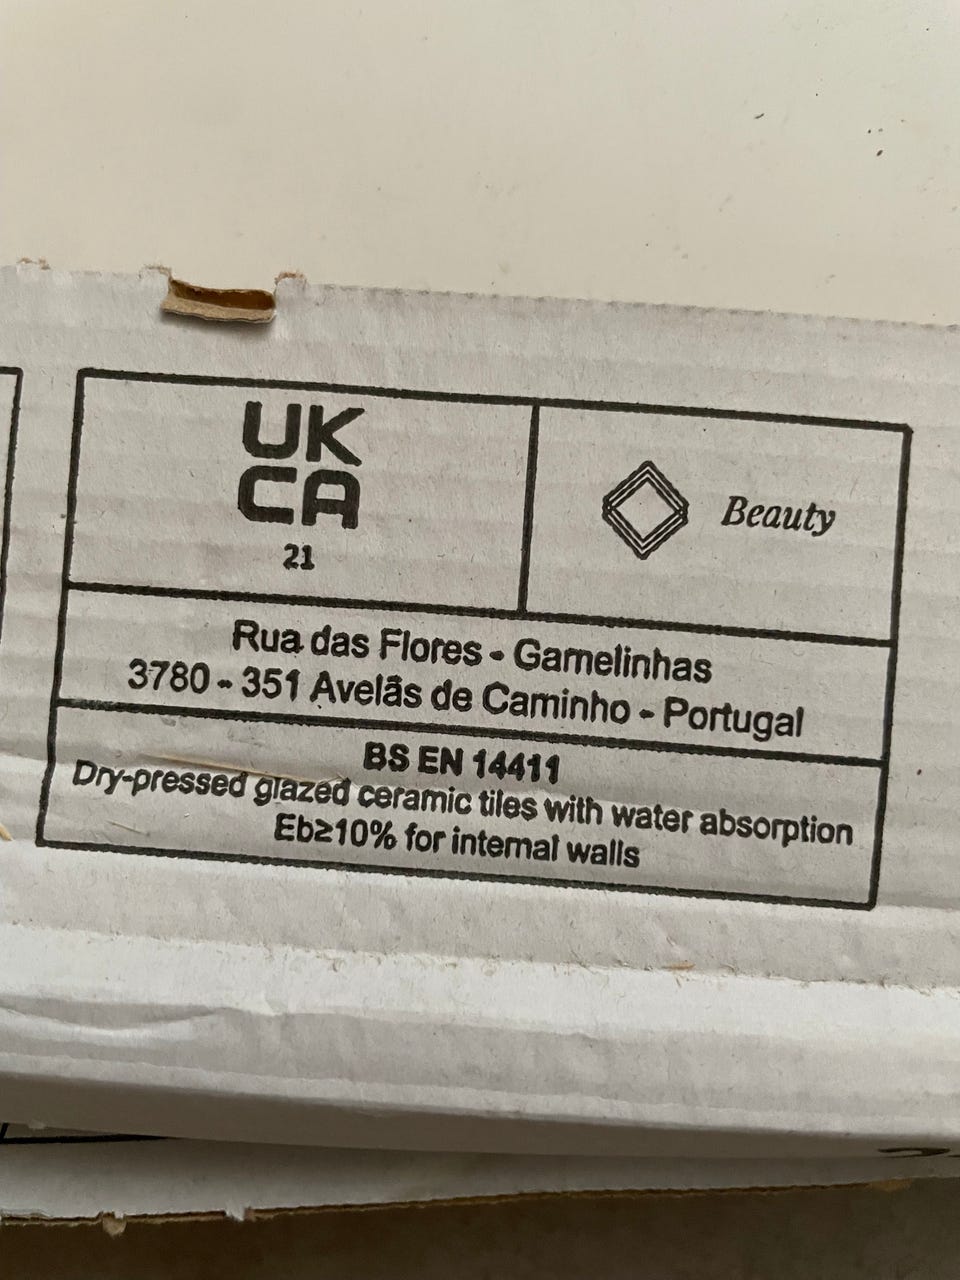 UK
CA
21
Beauty
Rua das Flores - Gamelinhas
3780 - 351 Avelãs de Caminho - Portugal
BS EN 14411
Dry-pressed glazed ceramic tiles with water absorption
Eb≥10% for internal walls